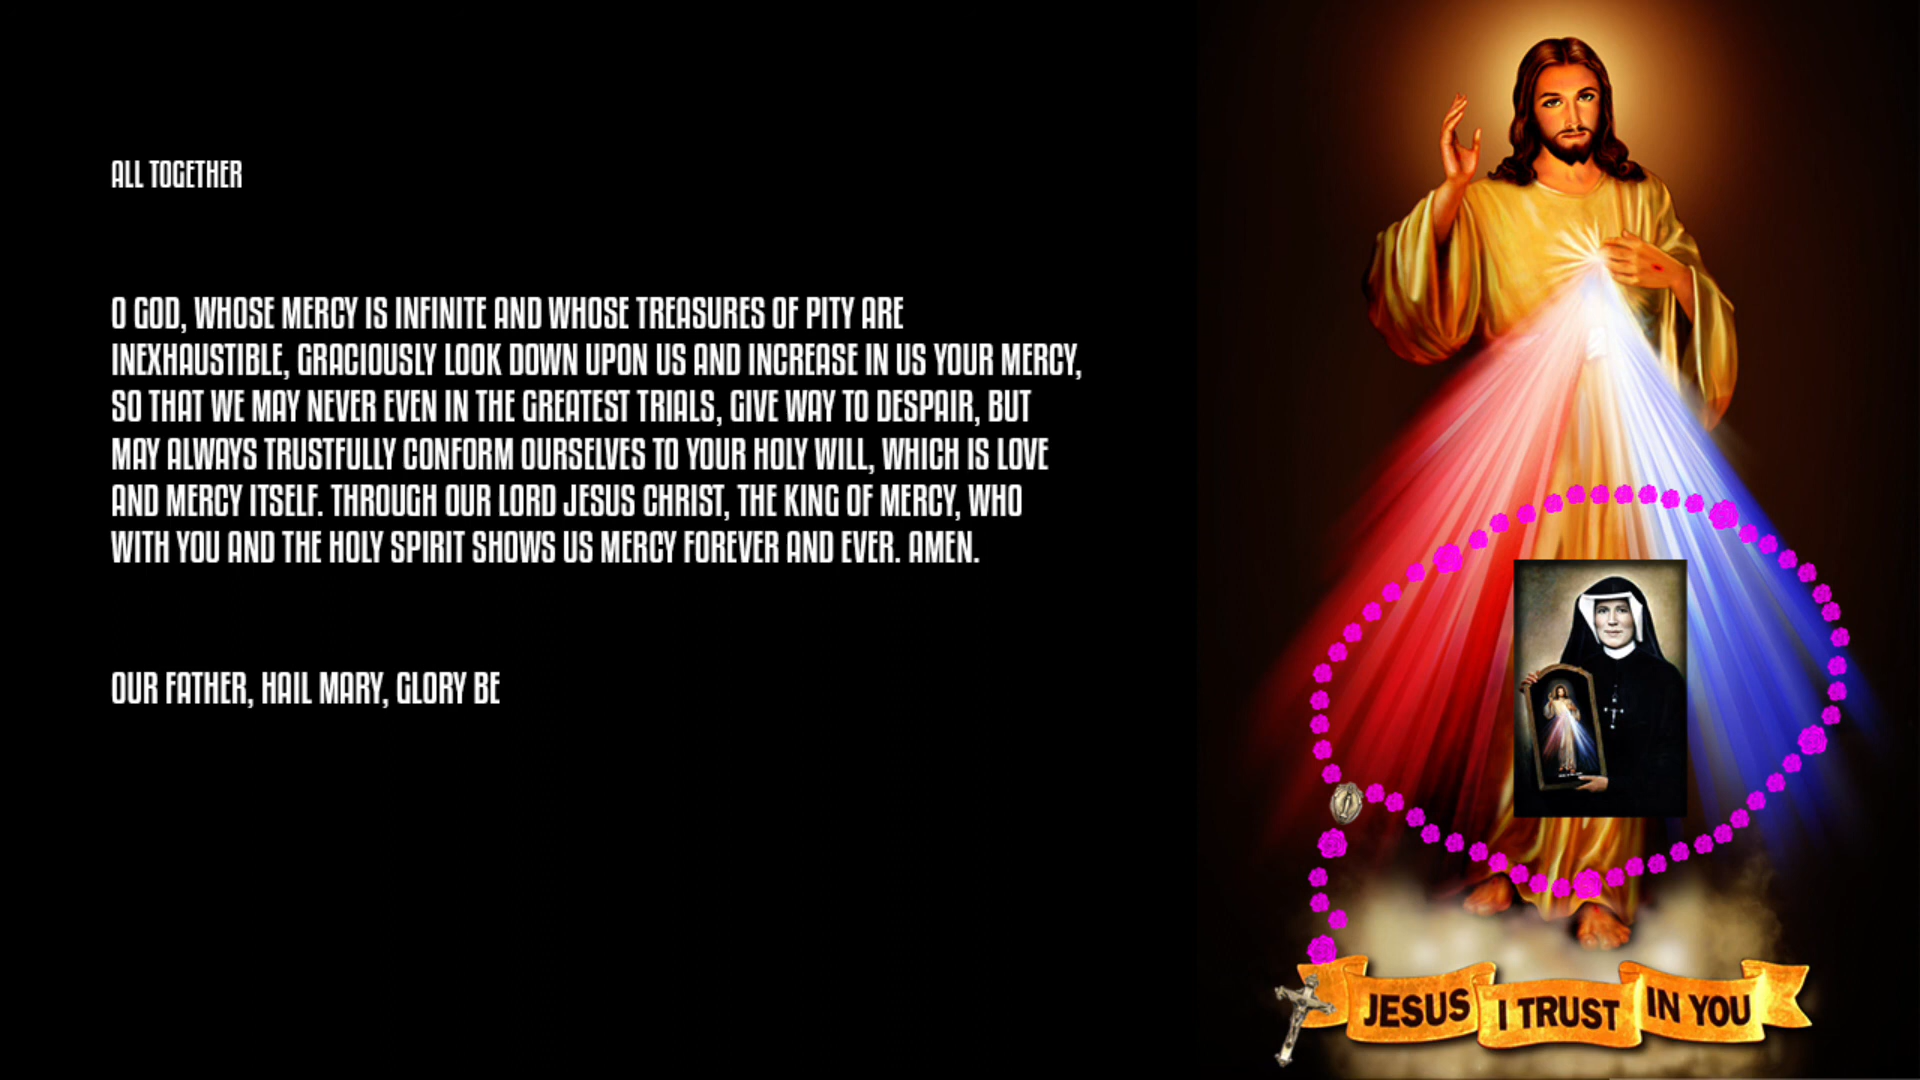 ALL TOGETHER
O GOD, WHOSE MERCY IS INFINITE AND WHOSE TREASURES OF PITY ARE
INEXHAUSTIBLE, GRACIOUSLY LOOK DOWN UPON US AND INCREASE IN US YOUR MERCY,
SO THAT WE MAY NEVER EVEN IN THE GREATEST TRIALS, GIVE WAY TO DESPAIR, BUT
MAY ALWAYS TRUSTFULLY CONFORM OURSELVES TO YOUR HOLY WILL, WHICH IS LOVE
AND MERCY ITSELF. THROUGH OUR LORD JESUS CHRIST, THE KING OF MERCY, WHO
WITH YOU AND THE HOLY SPIRIT SHOWS US MERCY FOREVER AND EVER. AMEN.
OUR FATHER, HAIL MARY, GLORY BE
JESUS I TRUST IN YOU